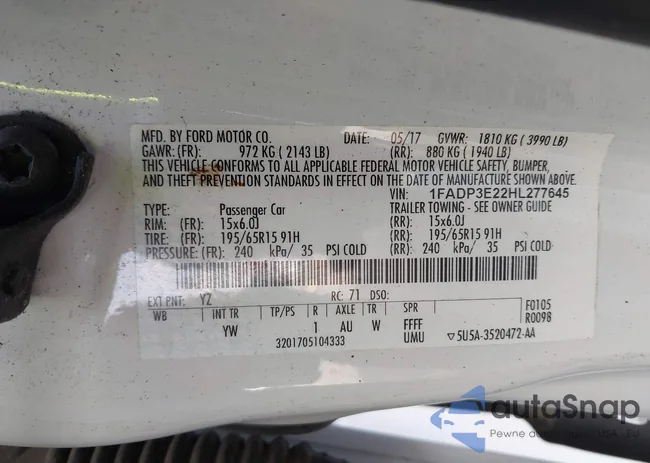 MFD. BY FORD MOTOR CO. DATE: 05/17 GVWR: 1810 KG ( 3990 LB)
GAWR: (FR): 972 KG ( 2143 LB) (RR): 880 KG ( 1940 LB)
THIS VEHICLE CONFORMS TO ALL APPLICABLE FEDERAL MOTOR VEHICLE SAFETY, BUMPER,
AND THEFT PREVENTION STANDARDS IN EFFECT ON THE DATE OF MANUFACTURE SHOWN ABOVE.
VIN: 1FADP3E22HL277645
TYPE: Passenger Car TRAILER TOWING - SEE OWNER GUIDE
RIM: (FR): 15x6.0J (RR): 15x6.0J
TIRE: (FR): 195/65R15 91H (RR): 195/65R15 91H
PRESSURE: (FR): 240 kPa/ 35 PSI COLD (RR): 240 kPa/ 35 PSI COLD
EXT PNT: YZ RC: 71 DSO: F0105
WB INT TR TP/PS R AXLE TR SPR R0098
YW 1 AU W FFFF
3201705104333 UMU ▽5U5A-3520472-AA
autaSnap
Pewne auta z USA i EU